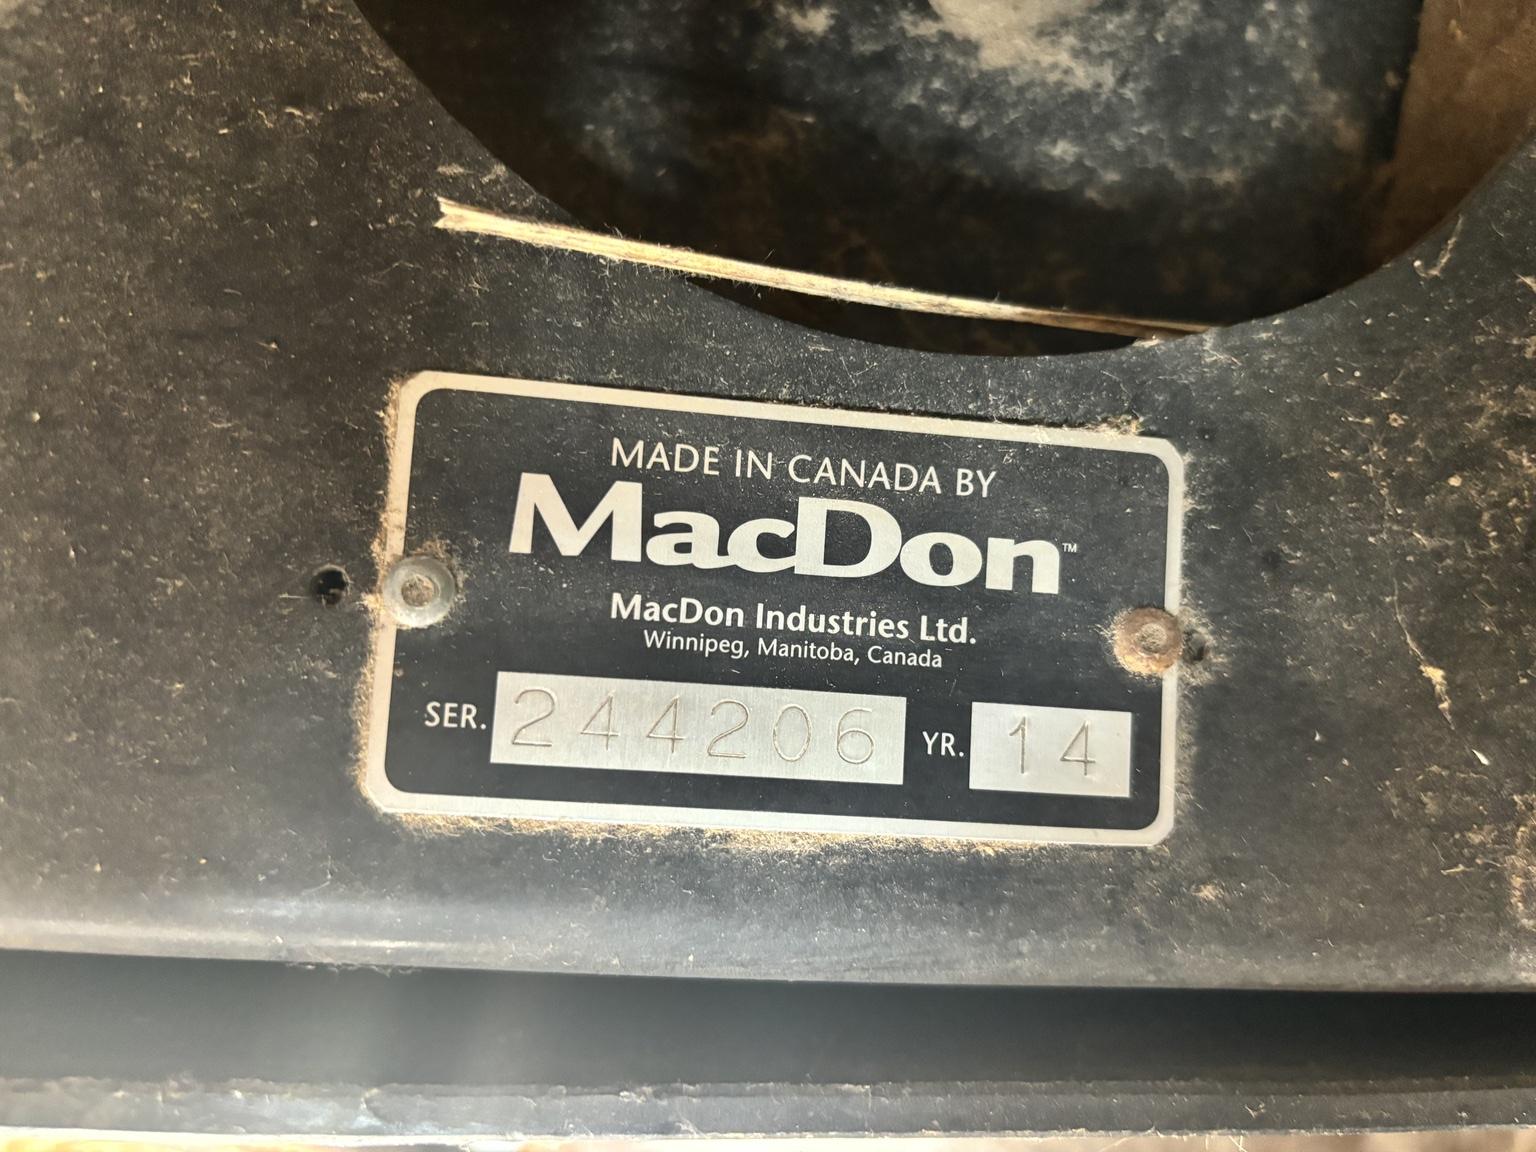 MADE IN CANADA BY
MacDon™
MacDon Industries Ltd.
Winnipeg, Manitoba, Canada
SER. 244206 YR. 14